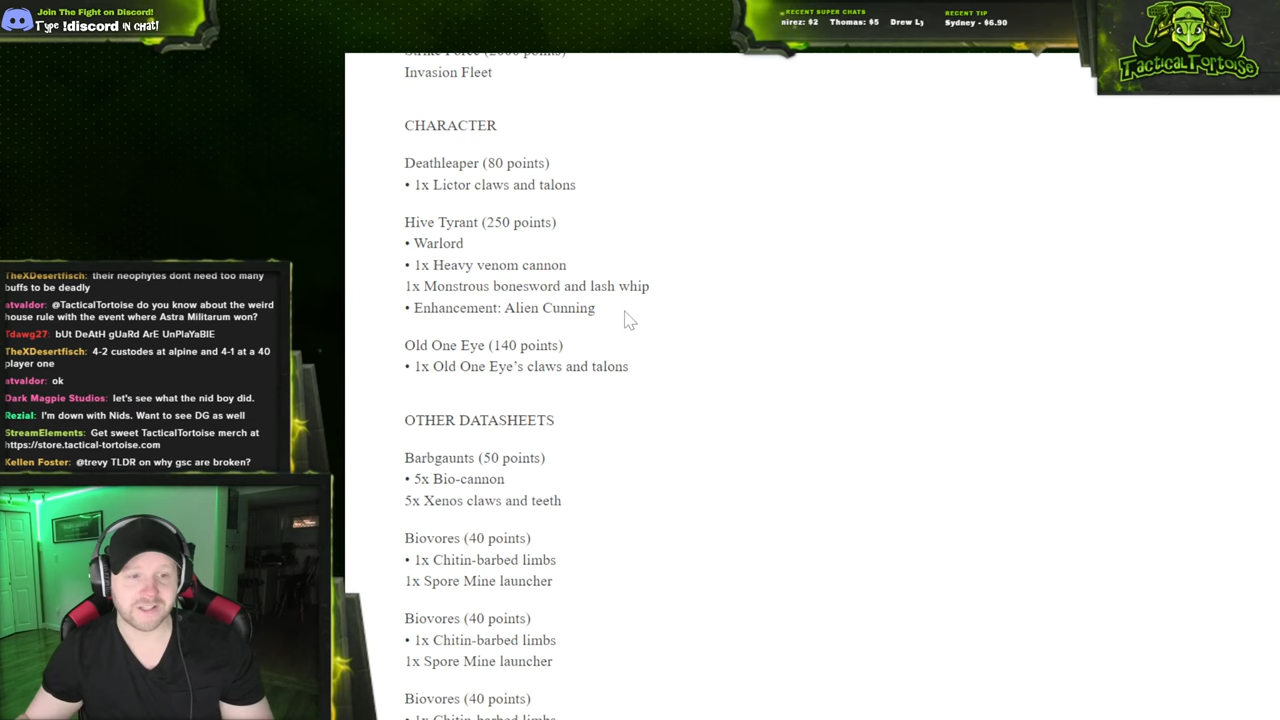 Join The Fight on Discord!
Type !discord in chat!
RECENT SUPER CHATS
nirez: $2 Thomas: $5 Drew Ly
RECENT TIP
Sydney - $6.90
TacticalTortoise
Strike Force (2000 points)
Invasion Fleet
CHARACTER
Deathleaper (80 points)
• 1x Lictor claws and talons
Hive Tyrant (250 points)
• Warlord
• 1x Heavy venom cannon
1x Monstrous bonesword and lash whip
• Enhancement: Alien Cunning
Old One Eye (140 points)
• 1x Old One Eye’s claws and talons
OTHER DATASHEETS
Barbgaunts (50 points)
• 5x Bio-cannon
5x Xenos claws and teeth
Biovores (40 points)
• 1x Chitin-barbed limbs
1x Spore Mine launcher
Biovores (40 points)
• 1x Chitin-barbed limbs
1x Spore Mine launcher
Biovores (40 points)
• 1x Chitin-barbed limbs
TheXDesertfisch: their neophytes dont need too many
buffs to be deadly
atvaldor: @TacticalTortoise do you know about the weird
house rule with the event where Astra Militarum won?
Tdawg27: bUt DeAtH gUaRd ArE UnPlaYaBlE
TheXDesertfisch: 4-2 custodes at alpine and 4-1 at a 40
player one
atvaldor: ok
Dark Magpie Studios: let's see what the nid boy did.
Rezial: I'm down with Nids. Want to see DG as well
StreamElements: Get sweet TacticalTortoise merch at
https://store.tactical-tortoise.com
Kellen Foster: @trevy TLDR on why gsc are broken?